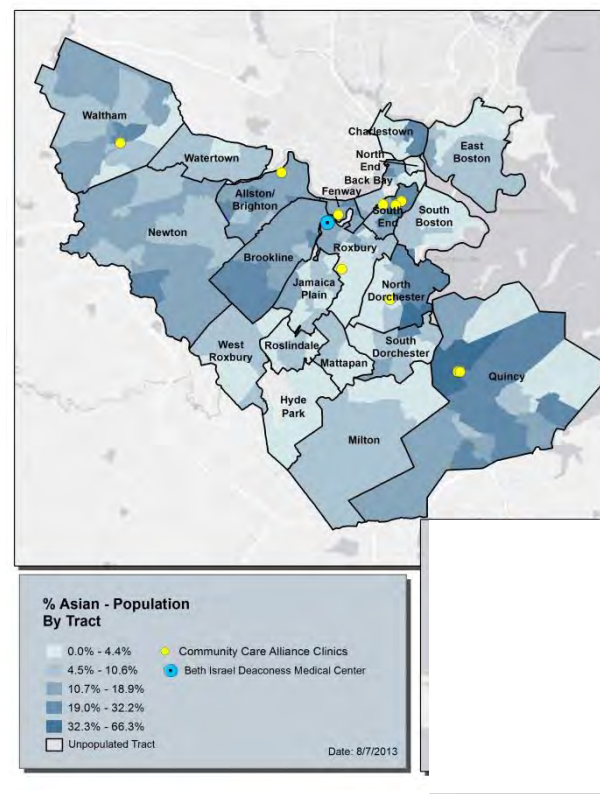 Waltham
Watertown
Charlestown
East
Boston
North
End
Back Bay
Allston/
Brighton
Fenway
South
End
South
Boston
Newton
Brookline
Roxbury
Jamaica
Plain
North
Dorchester
West
Roxbury
Roslindale
South
Dorchester
Mattapan
Quincy
Hyde
Park
Milton
% Asian - Population
By Tract
0.0% - 4.4%
4.5% - 10.6%
10.7% - 18.9%
19.0% - 32.2%
32.3% - 66.3%
Unpopulated Tract
Community Care Alliance Clinics
Beth Israel Deaconess Medical Center
Date: 8/7/2013